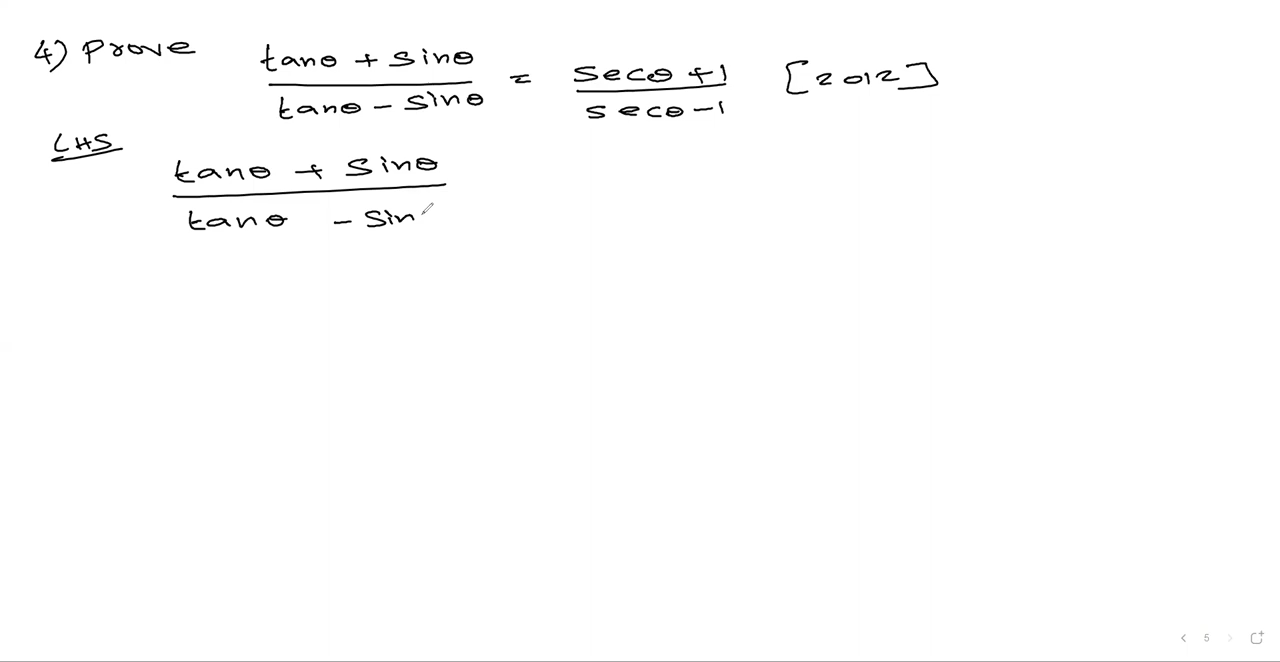 4) Prove tanθ + sinθ / tanθ - sinθ = secθ + 1 / secθ - 1 [2012]
LHS
tanθ + sinθ
tanθ - sin
5